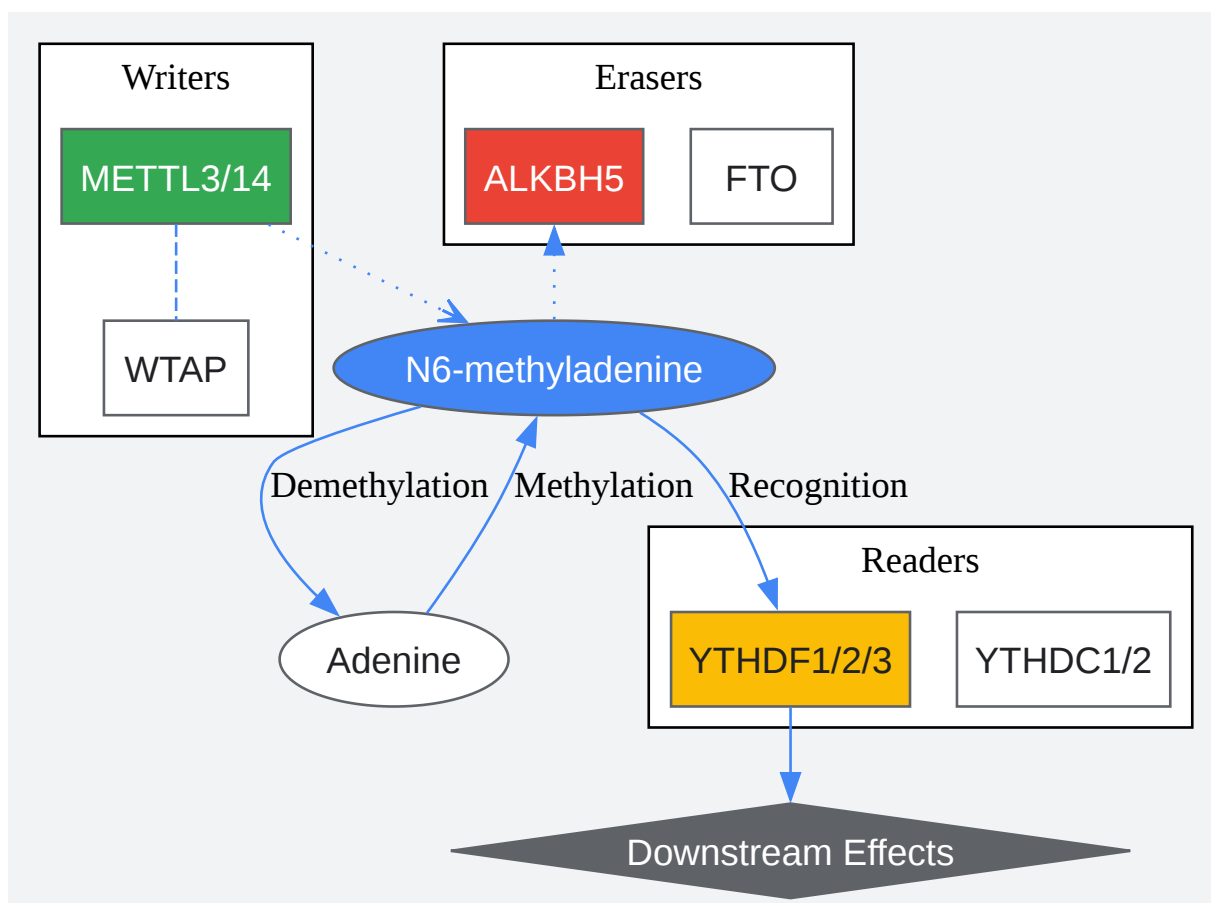 Writers
Erasers
METTL3/14
ALKBH5
FTO
WTAP
N6-methyladenine
Demethylation
Methylation
Recognition
Readers
Adenine
YTHDF1/2/3
YTHDC1/2
Downstream Effects